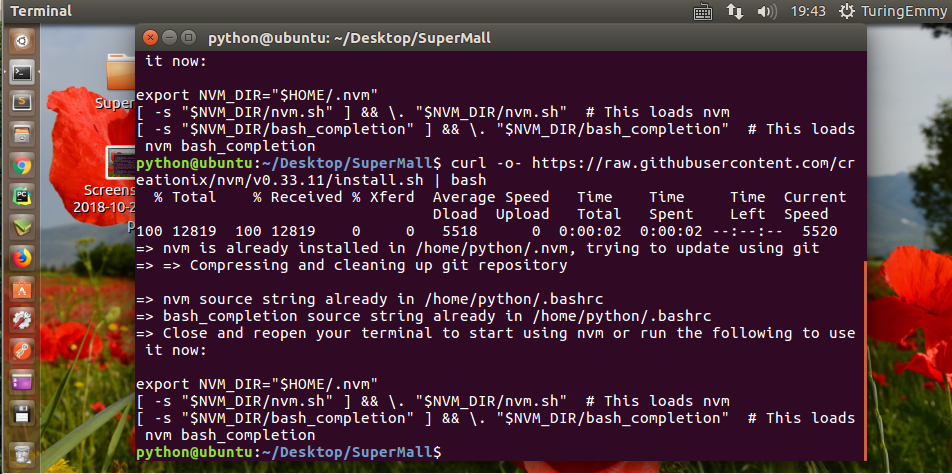 Terminal
19:43
TuringEmmy
python@ubuntu: ~/Desktop/SuperMall
Super
Screens
2018-10-2
p
it now:
export NVM_DIR="$HOME/.nvm"
[ -s "$NVM_DIR/nvm.sh" ] && \. "$NVM_DIR/nvm.sh"  # This loads nvm
[ -s "$NVM_DIR/bash_completion" ] && \. "$NVM_DIR/bash_completion"  # This loads
nvm bash_completion
python@ubuntu:~/Desktop/SuperMall$ curl -o- https://raw.githubusercontent.com/cr
eationix/nvm/v0.33.11/install.sh | bash
  % Total    % Received % Xferd  Average Speed   Time    Time     Time  Current
                                 Dload  Upload   Total   Spent    Left  Speed
100 12819  100 12819    0     0   5518      0  0:00:02  0:00:02 --:--:--  5520
=> nvm is already installed in /home/python/.nvm, trying to update using git
=> => Compressing and cleaning up git repository
=> nvm source string already in /home/python/.bashrc
=> bash_completion source string already in /home/python/.bashrc
=> Close and reopen your terminal to start using nvm or run the following to use
it now:
export NVM_DIR="$HOME/.nvm"
[ -s "$NVM_DIR/nvm.sh" ] && \. "$NVM_DIR/nvm.sh"  # This loads nvm
[ -s "$NVM_DIR/bash_completion" ] && \. "$NVM_DIR/bash_completion"  # This loads
nvm bash_completion
python@ubuntu:~/Desktop/SuperMall$